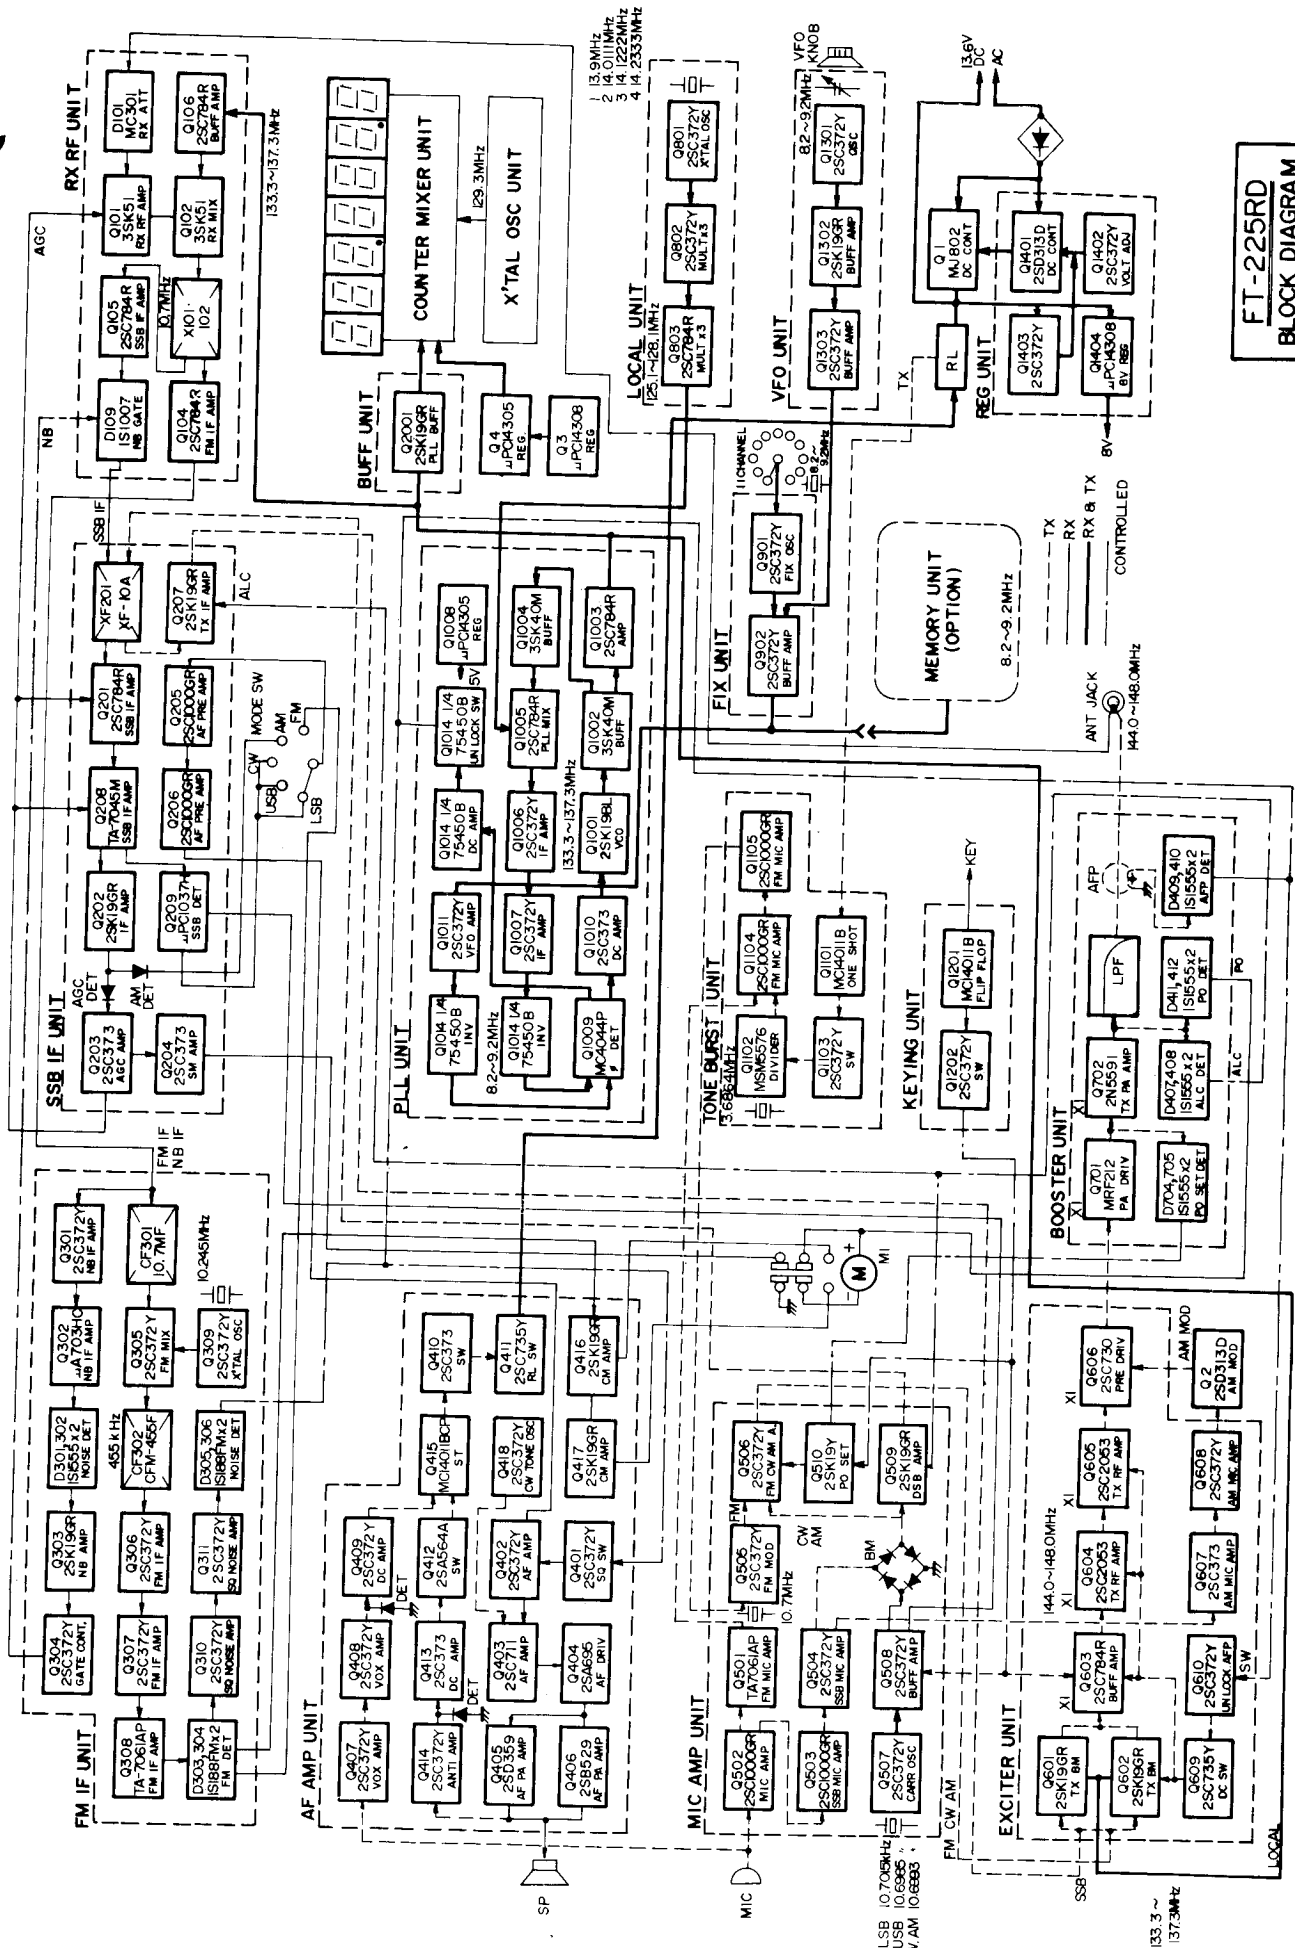 RX RF UNIT
D101
MC301
RX ATT
Q106
2SC784R
BUFF AMP
Q101
3SK51
RX RF AMP
Q102
3SK51
RX MIX
Q105
2SC784R
SSB IF AMP
10.7MHz
X101·
102
D109
1S1007
NB GATE
Q104
2SC784R
FM IF AMP
AGC
NB
133.3~137.3MHz
SSB IF
SSB IF UNIT
XF201
XF-10A
Q207
2SK19GR
TX IF AMP
ALC
Q201
2SC784R
SSB IF AMP
Q205
2SC1000GR
AF PRE AMP
Q208
TA-7045M
SSB IF AMP
Q206
2SC1000GR
AF PRE AMP
Q202
2SK19GR
IF AMP
Q209
μPC1037H
SSB DET
AGC
DET
AM
DET
Q203
2SC373
AGC AMP
Q204
2SC373
SM AMP
MODE SW
USB
CW
AM
FM
LSB
FM IF
NB IF
FM IF UNIT
Q301
2SC372Y
NB IF AMP
CF301
10.7MF
10.245MHz
Q302
μA703HC
NB IF AMP
Q305
2SC372Y
FM MIX
Q309
2SC372Y
X'TAL OSC
D301,302
1S1555x2
NOISE DET
455kHz
CF302
CFM-455F
D305,306
1S188FMx2
NOISE DET
Q303
2SK19GR
NB AMP
Q306
2SC372Y
FM IF AMP
Q311
2SC372Y
SQ NOISE AMP
Q304
2SC372Y
GATE CONT.
Q307
2SC372Y
FM IF AMP
Q310
2SC372Y
SQ NOISE AMP
Q308
TA-7061AP
FM IF AMP
D303,304
1S188FMx2
FM DET
COUNTER MIXER UNIT
129.3MHz
X'TAL OSC UNIT
BUFF UNIT
Q2001
2SK19GR
PLL BUFF
Q4
μPC14305
REG.
Q3
μPC14308
REG
PLL UNIT
Q1008
μPC14305
REG
5V
Q1004
3SK40M
BUFF
Q1003
2SC784R
AMP
Q1014 1/4
75450B
UNLOCK SW
Q1005
2SC784R
PLL MIX
Q1002
3SK40M
BUFF
Q1014 1/4
75450B
DC AMP
Q1006
2SC372Y
IF AMP
133.3~137.3MHz
Q1001
2SK19BL
VCO
Q1011
2SC372Y
VFO AMP
Q1007
2SC372Y
IF AMP
Q1010
2SC373
DC AMP
Q1014 1/4
75450B
INV
8.2~9.2MHz
Q1014 1/4
75450B
INV
Q1009
MC4044P
φ DET
AF AMP UNIT
Q410
2SC373
SW
Q411
2SC735Y
RL SW
Q416
2SK19GR
CM AMP
Q415
MC14011BCP
ST
Q418
2SC372Y
CW TONE OSC
Q417
2SK19GR
CM AMP
Q409
2SC372Y
DC AMP
Q412
2SA564A
SW
Q402
2SC372Y
AF AMP
Q401
2SC372Y
SQ SW
DET
Q408
2SC372Y
VOX AMP
Q413
2SC373
DC AMP
DET
Q403
2SC711
AF AMP
Q404
2SA695
AF DRIV
Q407
2SC372Y
VOX AMP
Q414
2SC372Y
ANTI AMP
Q405
2SD359
AF PA AMP
Q406
2SB529
AF PA AMP
SP
LOCAL UNIT
1 13.9MHz
2 14.0111MHz
3 14.1222MHz
4 14.2333MHz
Q801
2SC372Y
X'TAL OSC
Q802
2SC372Y
MULT x3
Q803
2SC784R
MULT x3
125.1~128.1MHz
VFO UNIT
VFO
KNOB
8.2~9.2MHz
Q1301
2SC372Y
OSC
Q1302
2SK19GR
BUFF AMP
Q1303
2SC372Y
BUFF AMP
FIX UNIT
11CHANNEL
8.2~
9.2MHz
Q901
2SC372Y
FIX OSC
Q902
2SC372Y
BUFF AMP
TONE BURST UNIT
3.6864MHz
Q1105
2SC1000GR
FM MIC AMP
Q1104
2SC1000GR
FM MIC AMP
Q1101
MC14011B
ONE SHOT
Q1102
MSM5576
DIVIDER
Q1103
2SC372Y
SW
M
M1
MIC AMP UNIT
Q506
2SC372Y
FM CW AM A.
Q510
2SK19Y
PO SET
Q509
2SK19GR
DSB AMP
FM
CW
AM
Q505
2SC372Y
FM MOD
10.7MHz
BM
Q501
TA7061AP
FM MIC AMP
Q504
2SC372Y
SSB MIC AMP
Q508
2SC372Y
BUFF AMP
Q502
2SC1000GR
MIC AMP
Q503
2SC1000GR
SSB MIC AMP
Q507
2SC372Y
CARR OSC
MIC
LSB 10.7015kHz
USB 10.6985 〃
V. AM 10.6993 〃
FM CW AM
REG UNIT
TX
13.6V
DC
AC
Q1
MJ802
DC CONT
RL
Q1401
2SD313D
DC CONT
Q1402
2SC372Y
VOLT ADJ
Q1403
2SC372Y
Q1404
μPC14308
8V REG
8V
MEMORY UNIT
(OPTION)
8.2~9.2MHz
TX
RX
RX & TX
CONTROLLED
KEYING UNIT
KEY
Q1201
MC14011B
FLIP FLOP
Q1202
2SC372Y
SW
BOOSTER UNIT
ANT JACK
144.0~148.0MHz
AFP
D409,410
1S1555x2
AFP DET
LPF
D411,412
1S1555x2
PO DET
PO
Q702
2N5591
TX PA AMP
X1
D407,408
1S1555x2
ALC DET
ALC
Q701
MRF212
PA DRIV
X1
D704,705
1S1555x2
PO SET DET
EXCITER UNIT
Q606
2SC730
PRE DRIV
X1
AM MOD
Q2
2SD313D
AM MOD
Q605
2SC2053
TX RF AMP
X1
Q608
2SC372Y
AM MIC AMP
144.0~148.0MHz
Q604
2SC2053
TX RF AMP
X1
Q607
2SC373
AM MIC AMP
Q603
2SC784R
BUFF AMP
X1
Q610
2SC372Y
UNLOCK.AFP
SW
Q601
2SK19GR
TX BM
Q602
2SK19GR
TX BM
Q609
2SC735Y
DC SW
SSB
LOCAL
133.3~
137.3MHz
FT-225RD
BLOCK DIAGRAM